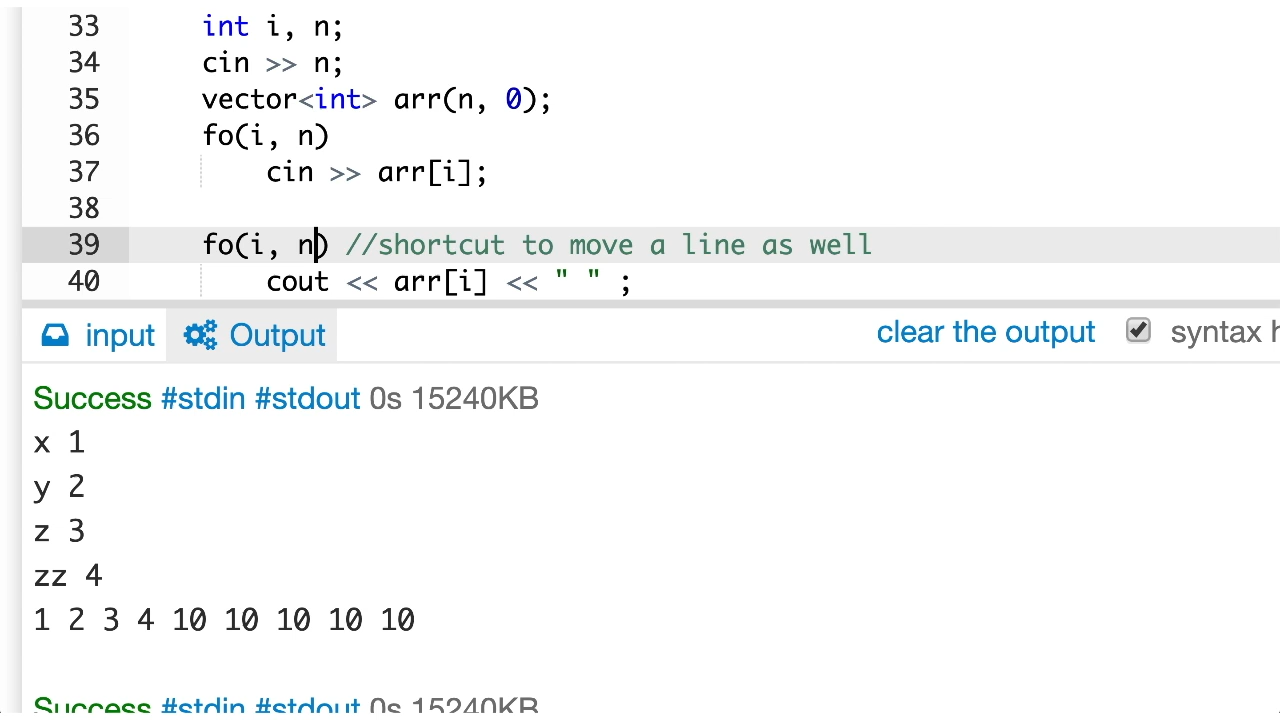 33 int i, n;
34 cin >> n;
35 vector<int> arr(n, 0);
36 fo(i, n)
37 cin >> arr[i];
38
39 fo(i, n) //shortcut to move a line as well
40 cout << arr[i] << " " ;
input Output clear the output syntax h
Success #stdin #stdout 0s 15240KB
x 1
y 2
z 3
zz 4
1 2 3 4 10 10 10 10 10
Success #stdin #stdout 0s 15240KB